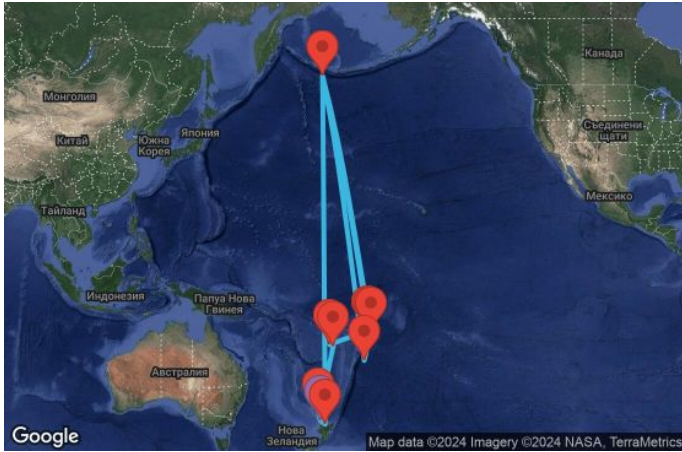 Канада
Монголия
Съединени-
щати
Китай
Южна
Корея
Япония
Мексико
Тайланд
Индонезия
Папуа Нова
Гвинея
Австралия
Нова
Зеландия
Google
Map data ©2024 Imagery ©2024 NASA, TerraMetrics